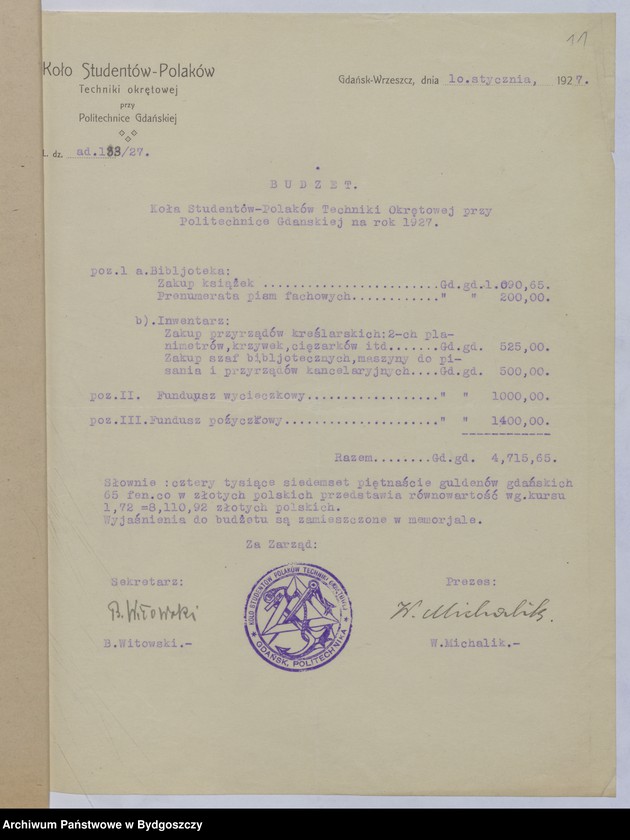 11
Koło Studentów-Polaków
Techniki okrętowej
przy
Politechnice Gdańskiej
L. dz. ad.133/27.
Gdańsk-Wrzeszcz, dnia 10.stycznia, 1927.
B U D Ż E T.
Koła Studentów-Polaków Techniki Okrętowej przy
Politechnice Gdanskiej na rok 1927.
poz.1 a.Bibljoteka:
Zakup książek ........................Gd.gd.1.090,65.
Prenumerata pism fachowych............ " " 200,00.
b).Inwentarz:
Zakup przyrządów kreślarskich:2-ch pla-
nimetrów,krzywek,ciężarków itd......Gd.gd. 525,00.
Zakup szaf bibljotecznych,maszyny do pi-
sania i przyrządów kancelaryjnych....Gd.gd. 500,00.
poz.II. Fundusz wycieczkowy.................. " " 1000,00.
poz.III.Fundusz pożyczkowy..................... " " 1400,00.
Razem........Gd.gd. 4,715,65.
Słownie :cztery tysiące siedemset piętnaście guldenów gdańskich
65 fen.co w złotych polskich przedstawia równowartość wg.kursu
1,72 =8,110,92 złotych polskich.
Wyjaśnienia do budżetu są zamieszczone w memorjale.
Za Zarząd:
Sekretarz:
Prezes:
B.Witowski
W.Michalik.
B.Witowski.-
W.Michalik.-
KOŁO STUDENTÓW POLAKÓW TECHNIKI OKRĘTOWEJ
GDAŃSK, POLITECHNIKA
Archiwum Państwowe w Bydgoszczy